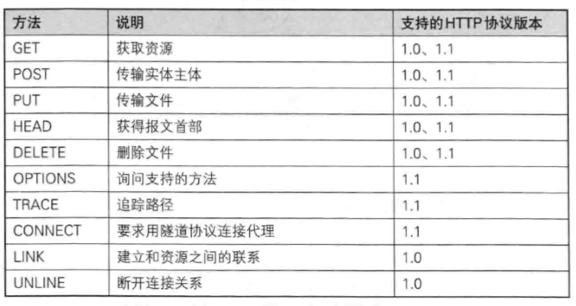 方法 说明 支持的HTTP协议版本
GET 获取资源 1.0、1.1
POST 传输实体主体 1.0、1.1
PUT 传输文件 1.0、1.1
HEAD 获得报文首部 1.0、1.1
DELETE 删除文件 1.0、1.1
OPTIONS 询问支持的方法 1.1
TRACE 追踪路径 1.1
CONNECT 要求用隧道协议连接代理 1.1
LINK 建立和资源之间的联系 1.0
UNLINE 断开连接关系 1.0